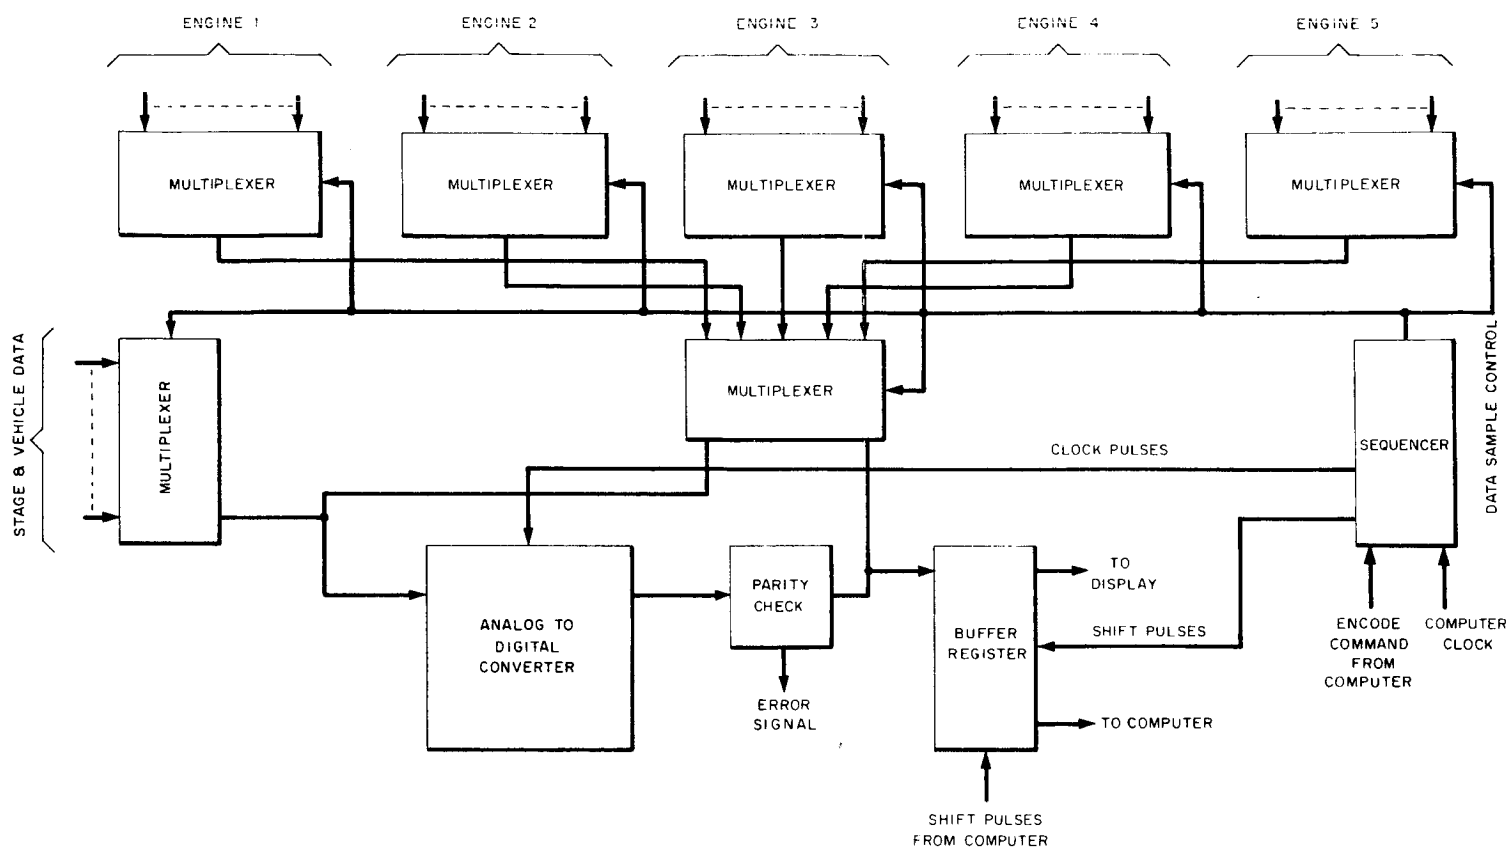 ENGINE 1
ENGINE 2
ENGINE 3
ENGINE 4
ENGINE 5
MULTIPLEXER
MULTIPLEXER
MULTIPLEXER
MULTIPLEXER
MULTIPLEXER
STAGE & VEHICLE DATA
MULTIPLEXER
MULTIPLEXER
SEQUENCER
DATA SAMPLE CONTROL
CLOCK PULSES
ANALOG TO
DIGITAL
CONVERTER
PARITY
CHECK
ERROR
SIGNAL
BUFFER
REGISTER
TO
DISPLAY
SHIFT PULSES
TO COMPUTER
ENCODE
COMMAND
FROM
COMPUTER
COMPUTER
CLOCK
SHIFT PULSES
FROM COMPUTER